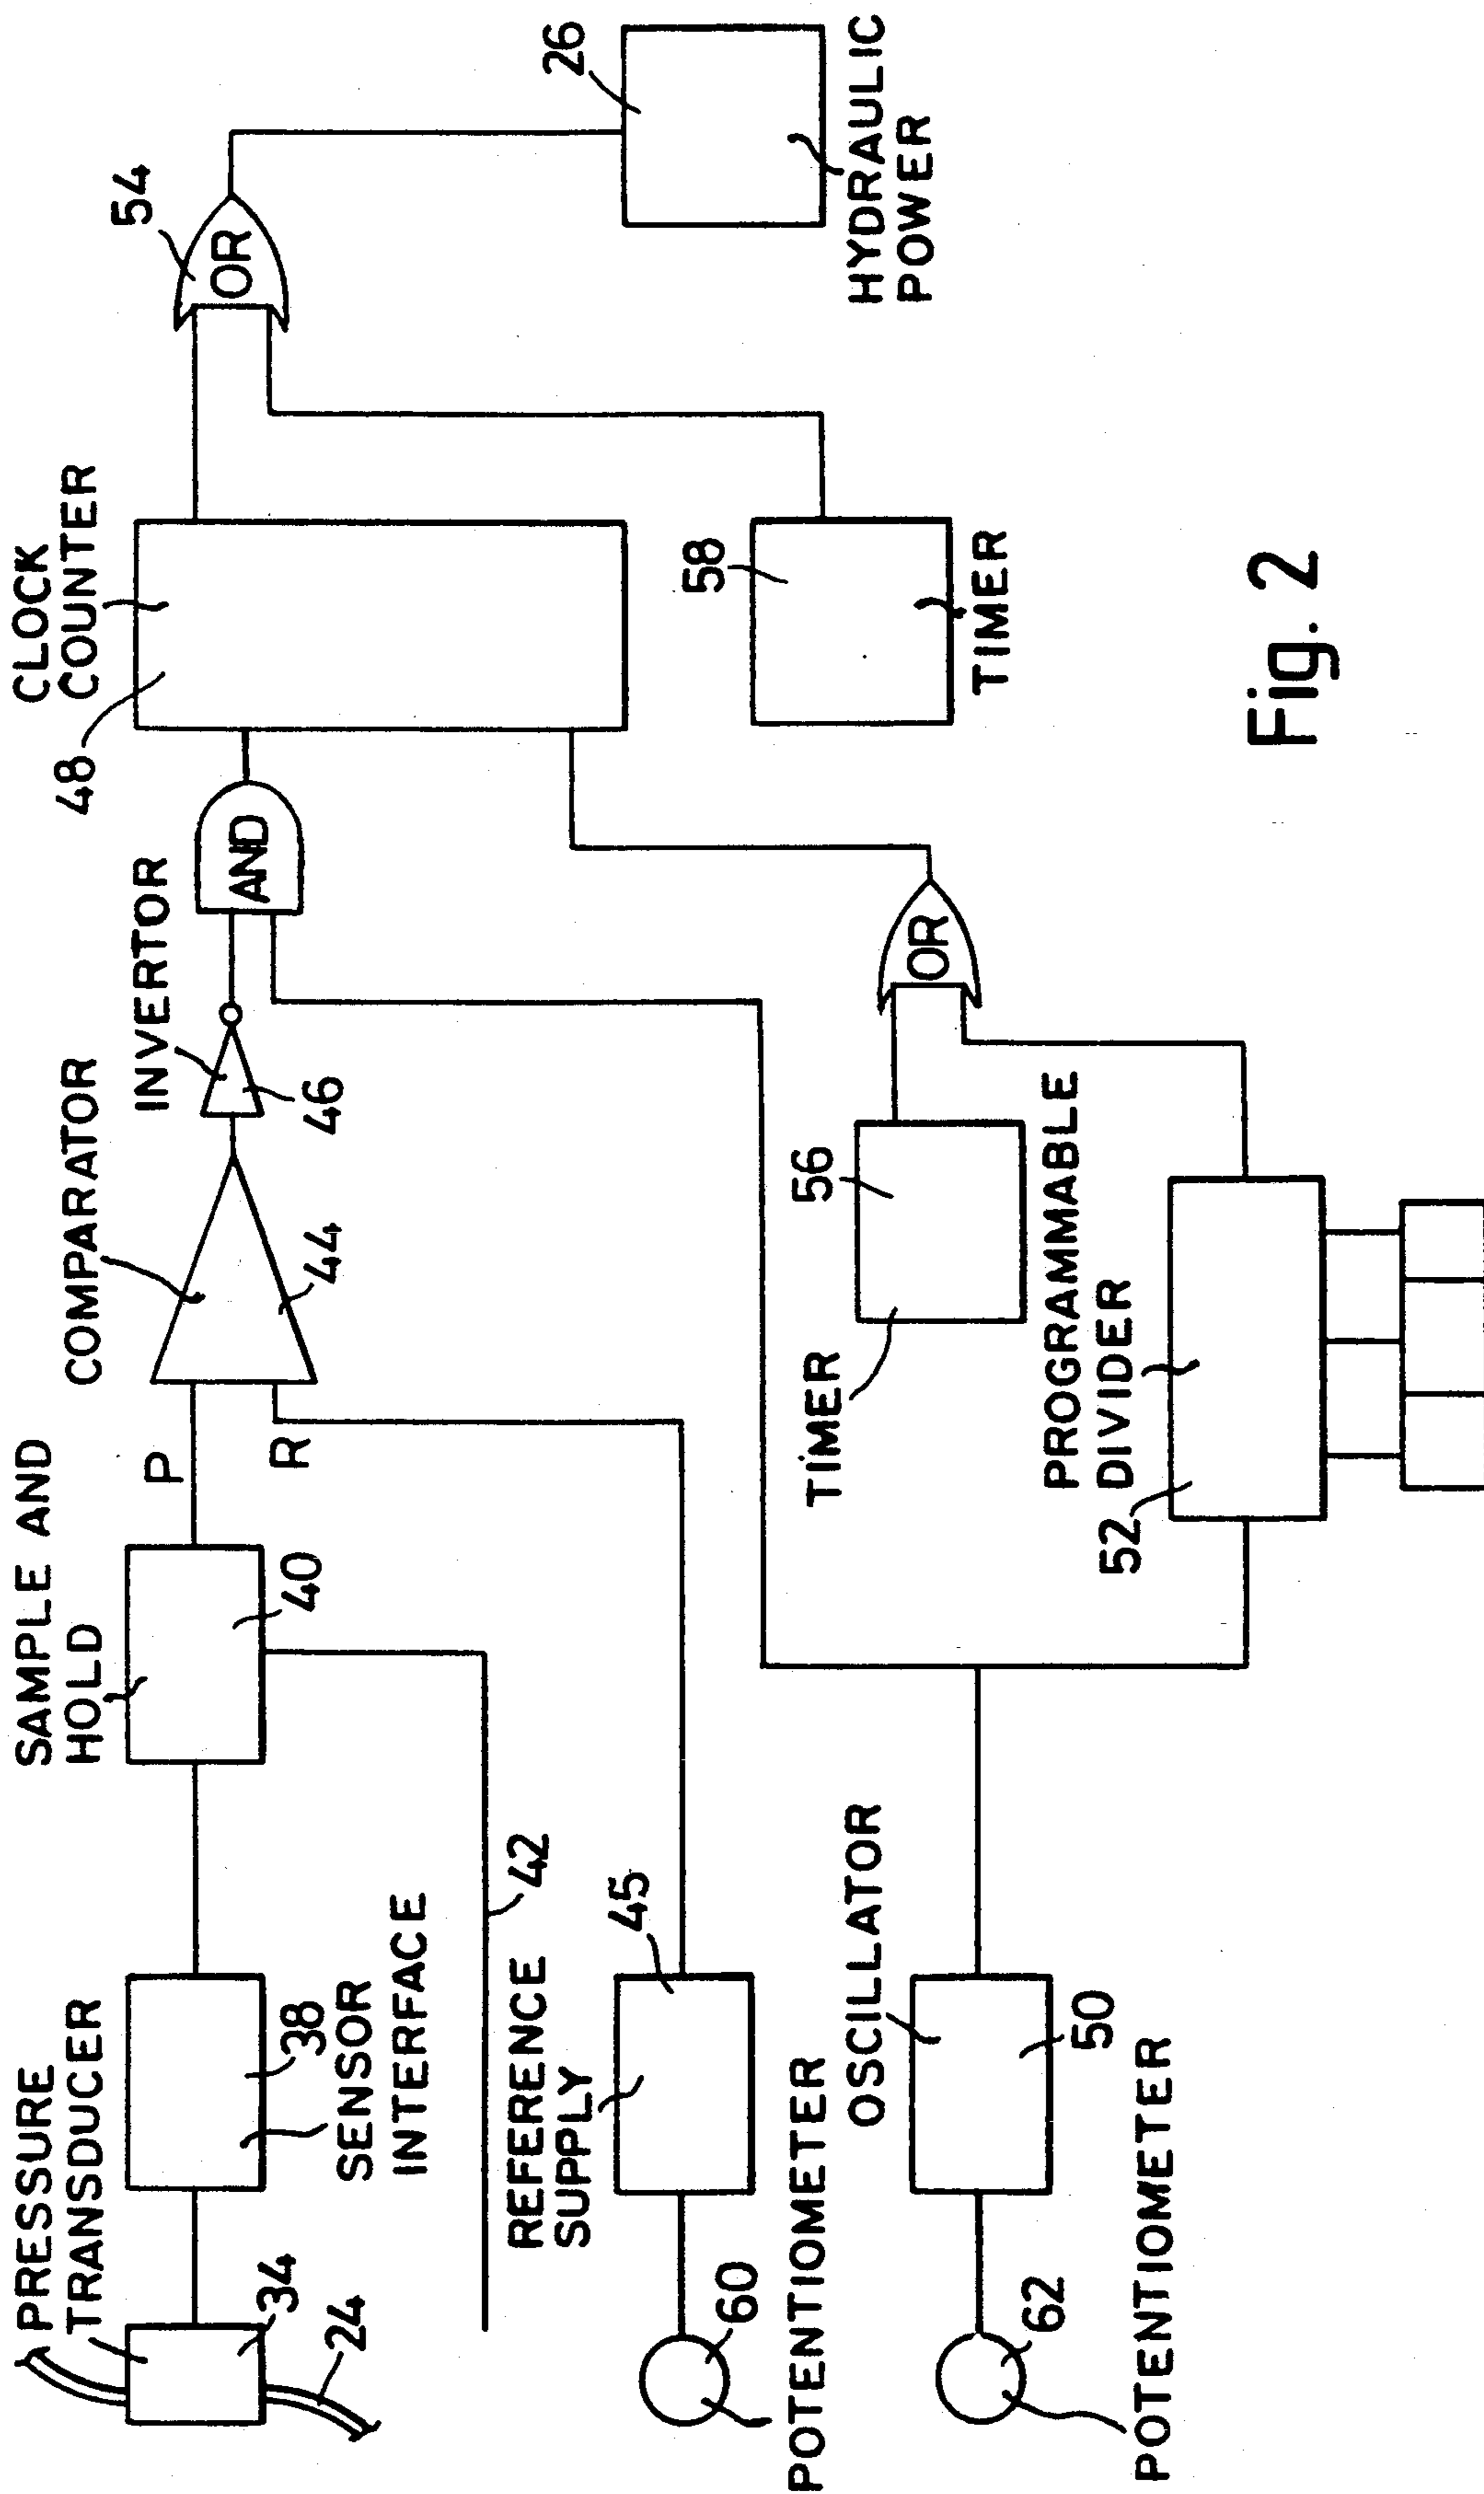 PRESSURE
TRANSDUCER
34
24
38
SENSOR
INTERFACE
SAMPLE AND
HOLD
40
42
P
R
COMPARATOR
44
INVERTOR
46
AND
CLOCK
COUNTER
48
OR
54
26
HYDRAULIC
POWER
REFERENCE
SUPPLY
45
60
POTENTIOMETER
OSCILLATOR
50
62
POTENTIOMETER
TIMER
56
OR
PROGRAMMABLE
DIVIDER
52
58
TIMER
Fig. 2